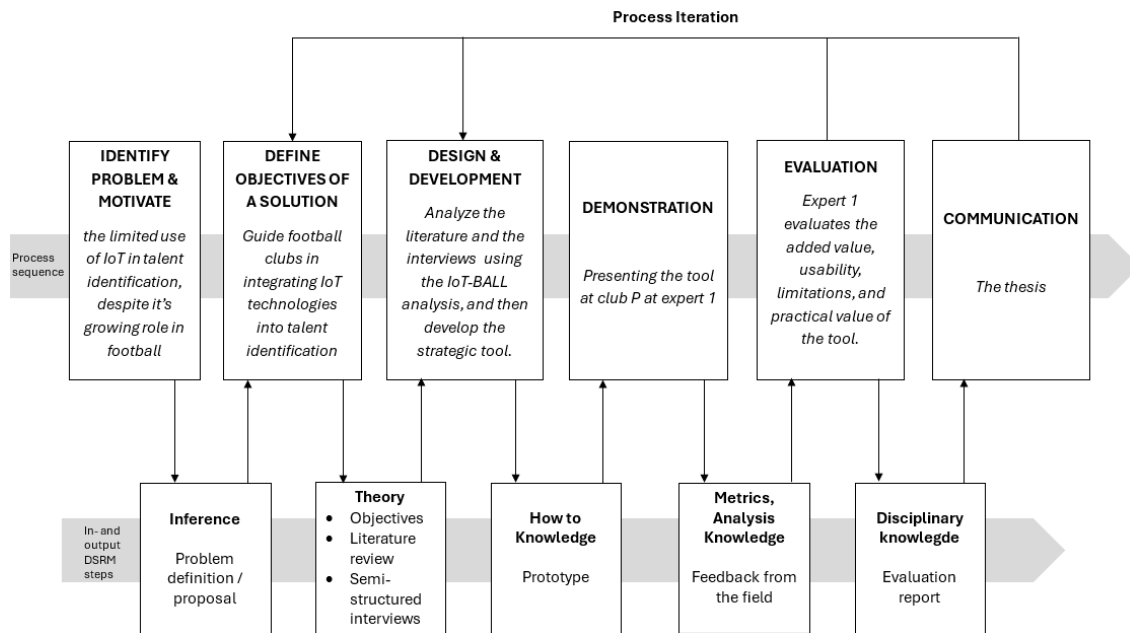 Process Iteration
IDENTIFY
PROBLEM &
MOTIVATE
the limited use
of IoT in talent
identification,
despite it's
growing role in
football
DEFINE
OBJECTIVES OF
A SOLUTION
Guide football
clubs in
integrating IoT
technologies
into talent
identification
DESIGN &
DEVELOPMENT
Analyze the
literature and the
interviews using
the IoT-BALL
analysis, and then
develop the
strategic tool.
DEMONSTRATION
Presenting the tool
at club P at expert 1
EVALUATION
Expert 1
evaluates the
added value,
usability,
limitations, and
practical value of
the tool.
COMMUNICATION
The thesis
Process
sequence
In- and
output
DSRM
steps
Inference
Problem
definition /
proposal
Theory
• Objectives
• Literature
review
• Semi-
structured
interviews
How to
Knowledge
Prototype
Metrics,
Analysis
Knowledge
Feedback from
the field
Disciplinary
knowlegde
Evaluation
report